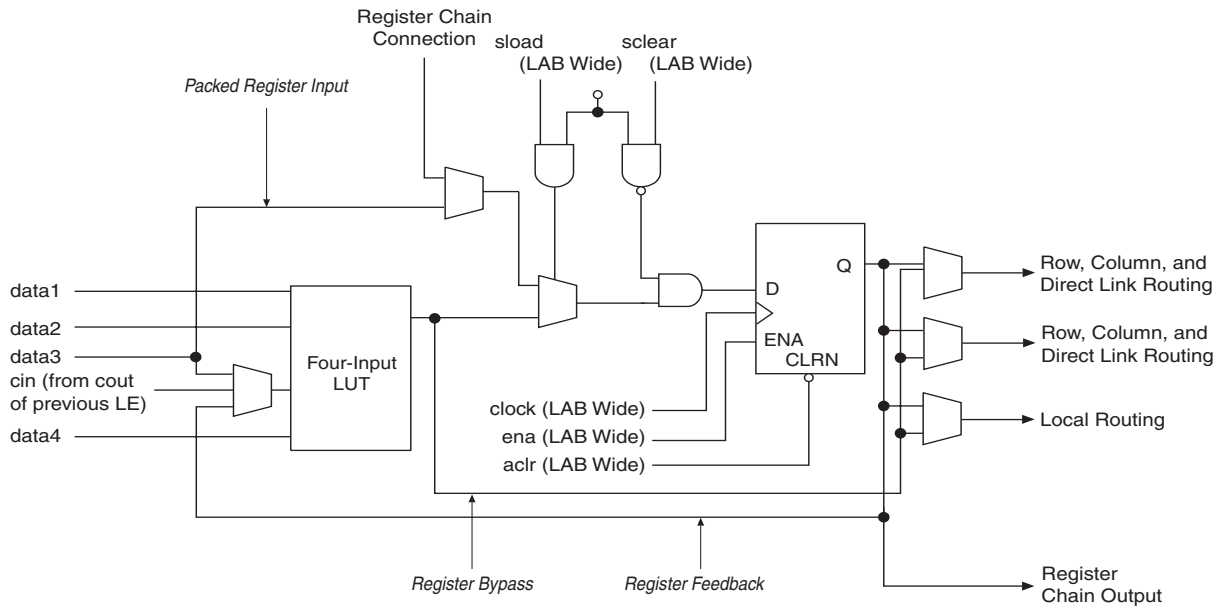 Register Chain
Connection
sload
(LAB Wide)
sclear
(LAB Wide)
Packed Register Input
data1
data2
data3
cin (from cout
of previous LE)
data4
Four-Input
LUT
Q
D
ENA
CLRN
clock (LAB Wide)
ena (LAB Wide)
aclr (LAB Wide)
Row, Column, and
Direct Link Routing
Row, Column, and
Direct Link Routing
Local Routing
Register Bypass
Register Feedback
Register
Chain Output